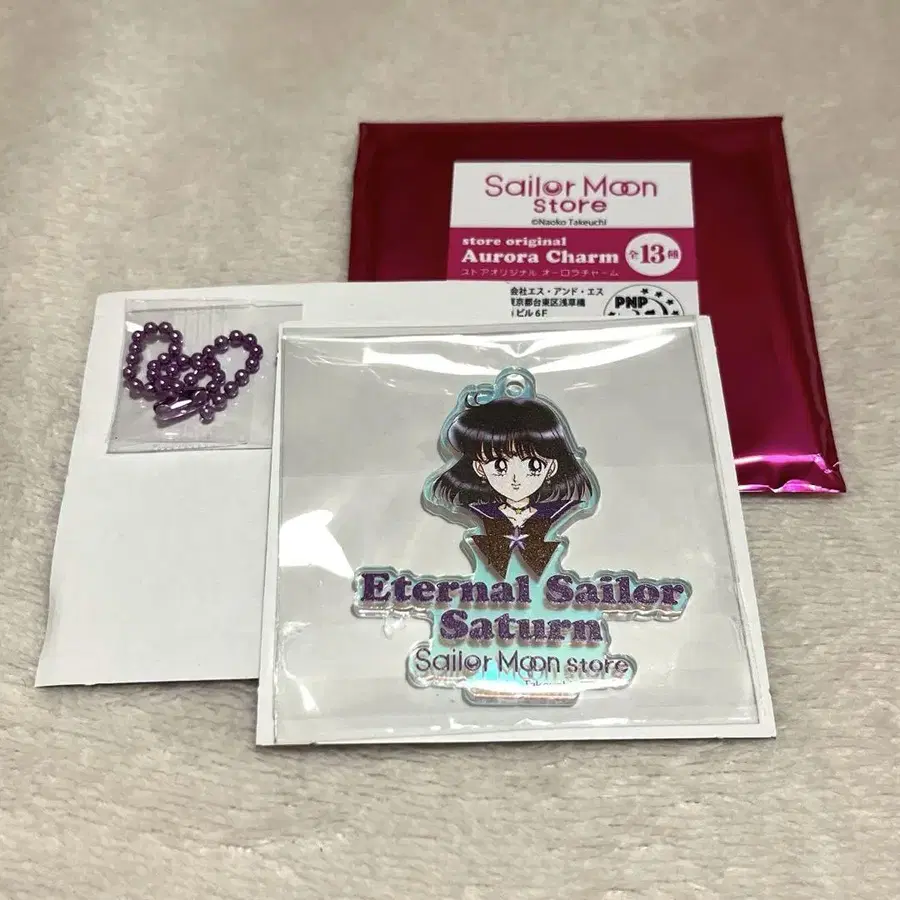 Sailor Moon
store
©Naoko Takeuchi
store original
Aurora Charm 全13種
ストアオリジナル オーロラチャーム
会社エス・アンド・エス
東京都台東区浅草橋
ビル6F
PNP
Eternal Sailor
Saturn
Sailor Moon store
Takeuchi